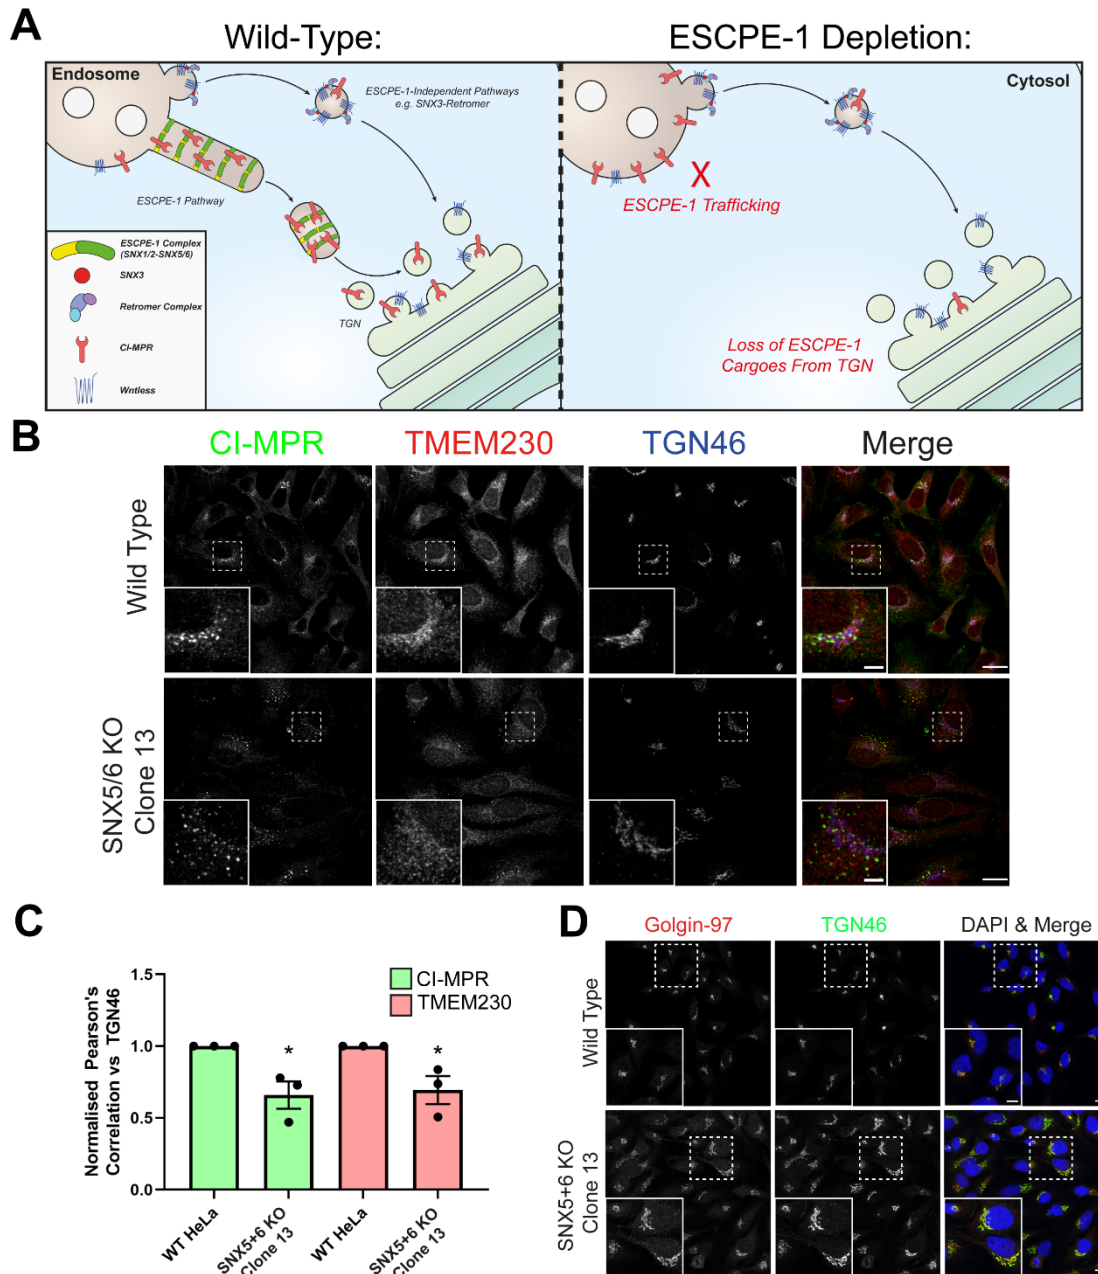 A
Wild-Type:
ESCPE-1 Depletion:
Endosome
ESCPE-1-Independent Pathways
e.g. SNX3-Retromer
ESCPE-1 Pathway
ESCPE-1 Complex
(SNX1/2-SNX5/6)
SNX3
Retromer Complex
CI-MPR
Wntless
TGN
Cytosol
X
ESCPE-1 Trafficking
Loss of ESCPE-1
Cargoes From TGN
B
CI-MPR
TMEM230
TGN46
Merge
Wild Type
SNX5/6 KO
Clone 13
C
Normalised Pearson's
Correlation vs TGN46
1.5
1.0
0.5
0.0
CI-MPR
TMEM230
*
*
WT HeLa
SNX5+6 KO
Clone 13
WT HeLa
SNX5+6 KO
Clone 13
D
Golgin-97
TGN46
DAPI & Merge
Wild Type
SNX5+6 KO
Clone 13